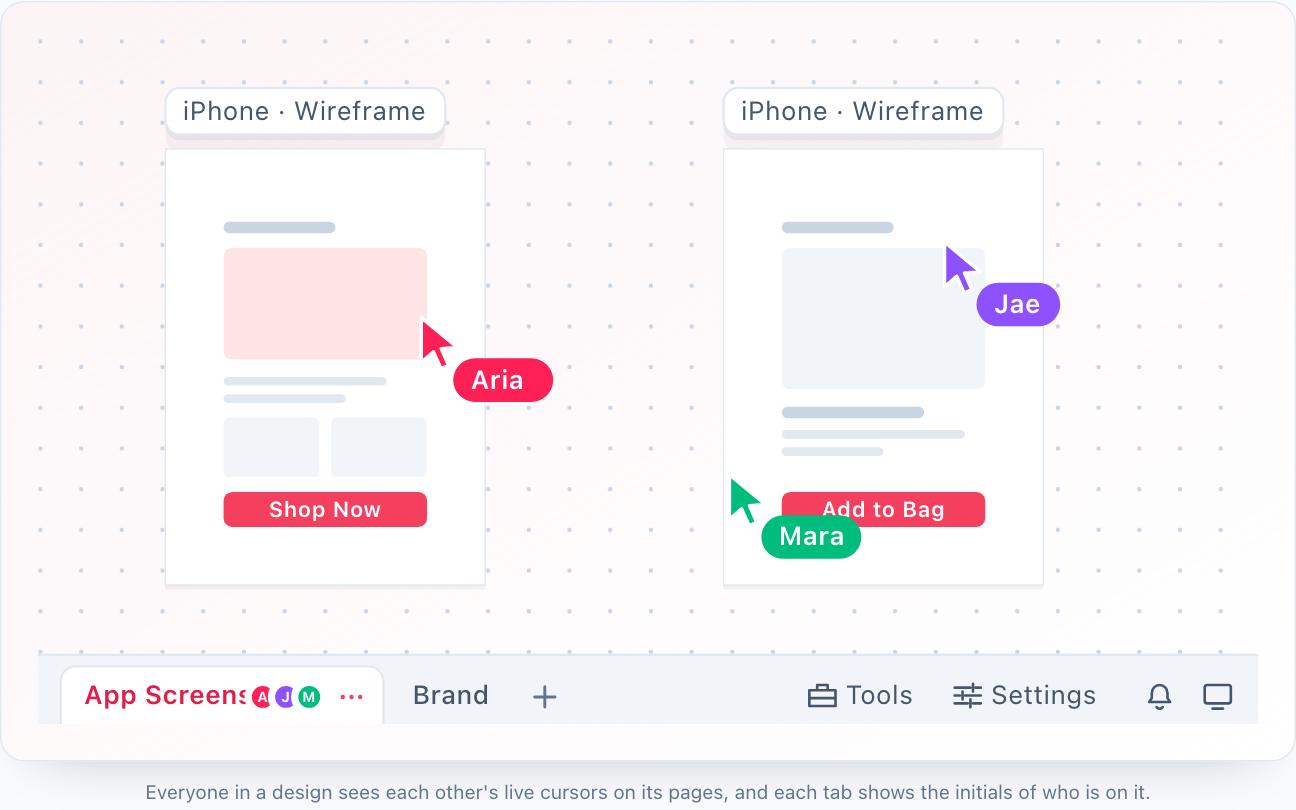 iPhone · Wireframe
iPhone · Wireframe
Jae
Aria
Shop Now
Add to Bag
Mara
App Screens A J M
Brand
Tools
Settings
Everyone in a design sees each other's live cursors on its pages, and each tab shows the initials of who is on it.